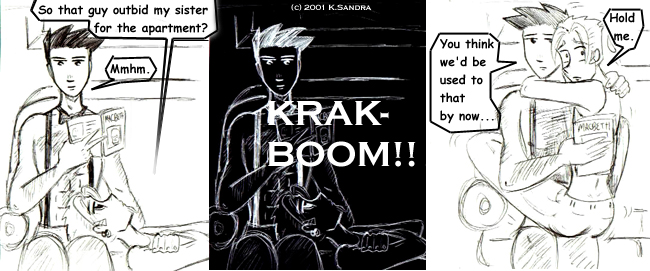 So that guy outbid my sister
for the apartment?
Mmhm.
MACBETH
(c) 2001 K.Sandra
KRAK-
BOOM!!
You think
we'd be
used to
that
by now...
Hold
me.
MACBETH